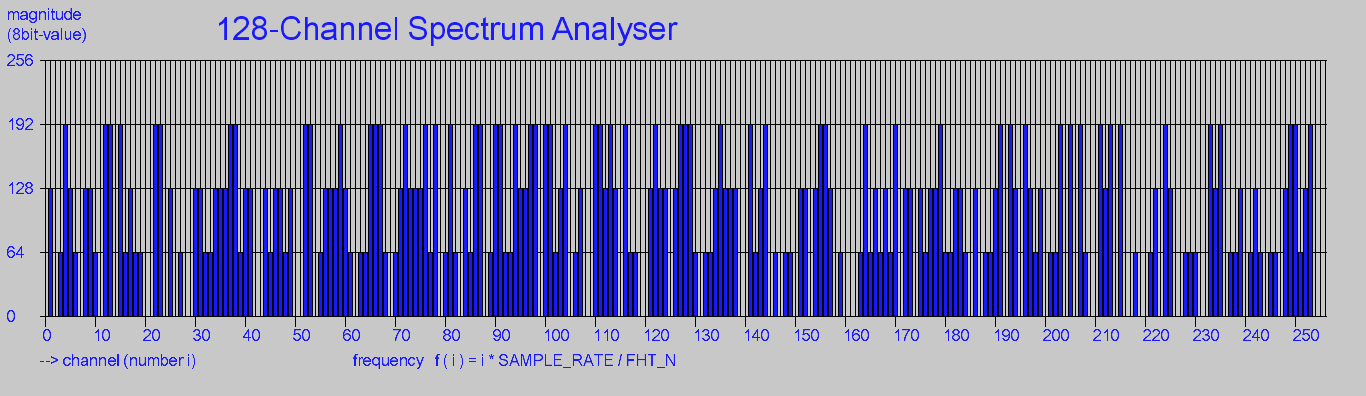 magnitude
(8bit-value)
128-Channel Spectrum Analyser
256
192
128
64
0
0 10 20 30 40 50 60 70 80 90 100 110 120 130 140 150 160 170 180 190 200 210 220 230 240 250
--> channel (number i)
frequency f ( i ) = i * SAMPLE_RATE / FHT_N